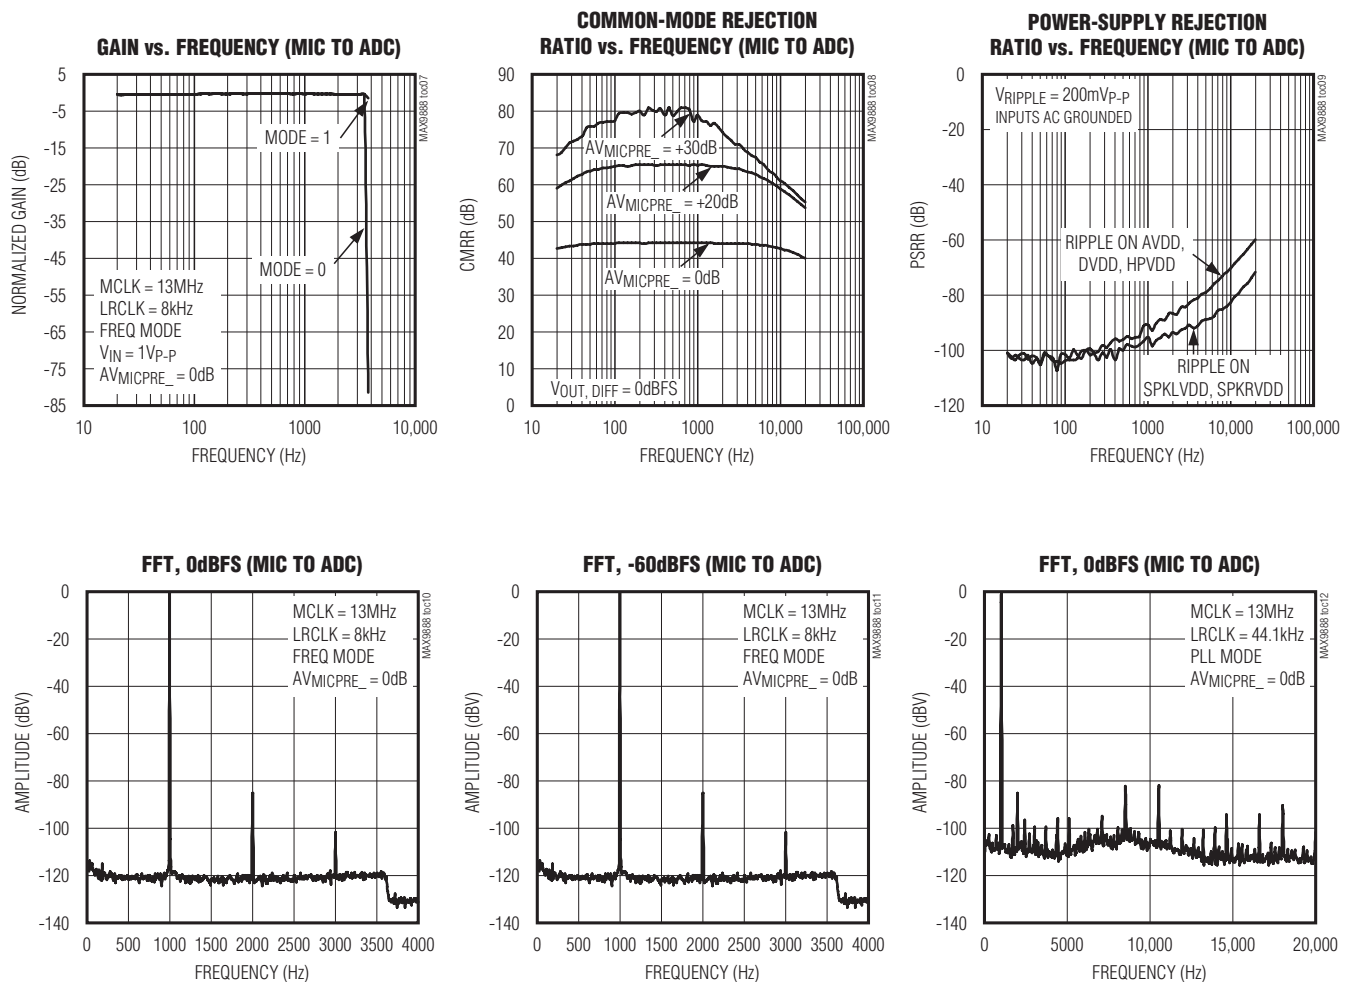 GAIN vs. FREQUENCY (MIC TO ADC)
MAX9888 toc07
NORMALIZED GAIN (dB)
5
-5
-15
-25
-35
-45
-55
-65
-75
-85
MODE = 1
MODE = 0
MCLK = 13MHz
LRCLK = 8kHz
FREQ MODE
VIN = 1VP-P
AVMICPRE_ = 0dB
10
100
1000
10,000
FREQUENCY (Hz)
COMMON-MODE REJECTION
RATIO vs. FREQUENCY (MIC TO ADC)
MAX9888 toc08
CMRR (dB)
90
80
70
60
50
40
30
20
10
0
AVMICPRE_ = +30dB
AVMICPRE_ = +20dB
AVMICPRE_ = 0dB
VOUT, DIFF = 0dBFS
10
100
1000
10,000
100,000
FREQUENCY (Hz)
POWER-SUPPLY REJECTION
RATIO vs. FREQUENCY (MIC TO ADC)
MAX9888 toc09
PSRR (dB)
0
-20
-40
-60
-80
-100
-120
VRIPPLE = 200mVP-P
INPUTS AC GROUNDED
RIPPLE ON AVDD,
DVDD, HPVDD
RIPPLE ON
SPKLVDD, SPKRVDD
10
100
1000
10,000
100,000
FREQUENCY (Hz)
FFT, 0dBFS (MIC TO ADC)
MAX9888 toc10
AMPLITUDE (dBV)
0
-20
-40
-60
-80
-100
-120
-140
MCLK = 13MHz
LRCLK = 8kHz
FREQ MODE
AVMICPRE_ = 0dB
0
500
1000
1500
2000
2500
3000
3500
4000
FREQUENCY (Hz)
FFT, -60dBFS (MIC TO ADC)
MAX9888 toc11
AMPLITUDE (dBV)
0
-20
-40
-60
-80
-100
-120
-140
MCLK = 13MHz
LRCLK = 8kHz
FREQ MODE
AVMICPRE_ = 0dB
0
500
1000
1500
2000
2500
3000
3500
4000
FREQUENCY (Hz)
FFT, 0dBFS (MIC TO ADC)
MAX9888 toc12
AMPLITUDE (dBV)
0
-20
-40
-60
-80
-100
-120
-140
MCLK = 13MHz
LRCLK = 44.1kHz
PLL MODE
AVMICPRE_ = 0dB
0
5000
10,000
15,000
20,000
FREQUENCY (Hz)